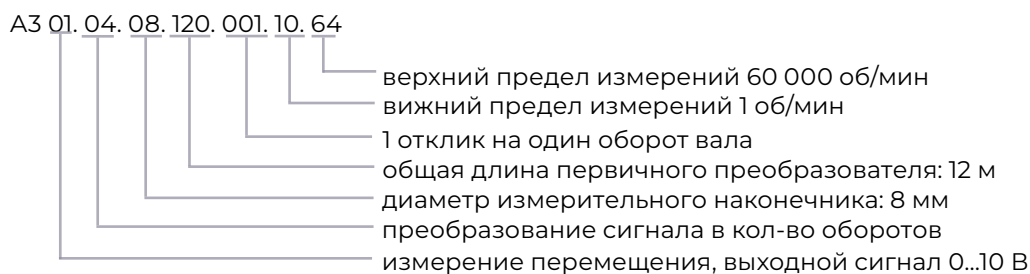 АЗ 01. 04. 08. 120. 001. 10. 64
верхний предел измерений 60 000 об/мин
вижний предел измерений 1 об/мин
1 отклик на один оборот вала
общая длина первичного преобразователя: 12 м
диаметр измерительного наконечника: 8 мм
преобразование сигнала в кол-во оборотов
измерение перемещения, выходной сигнал 0...10 В